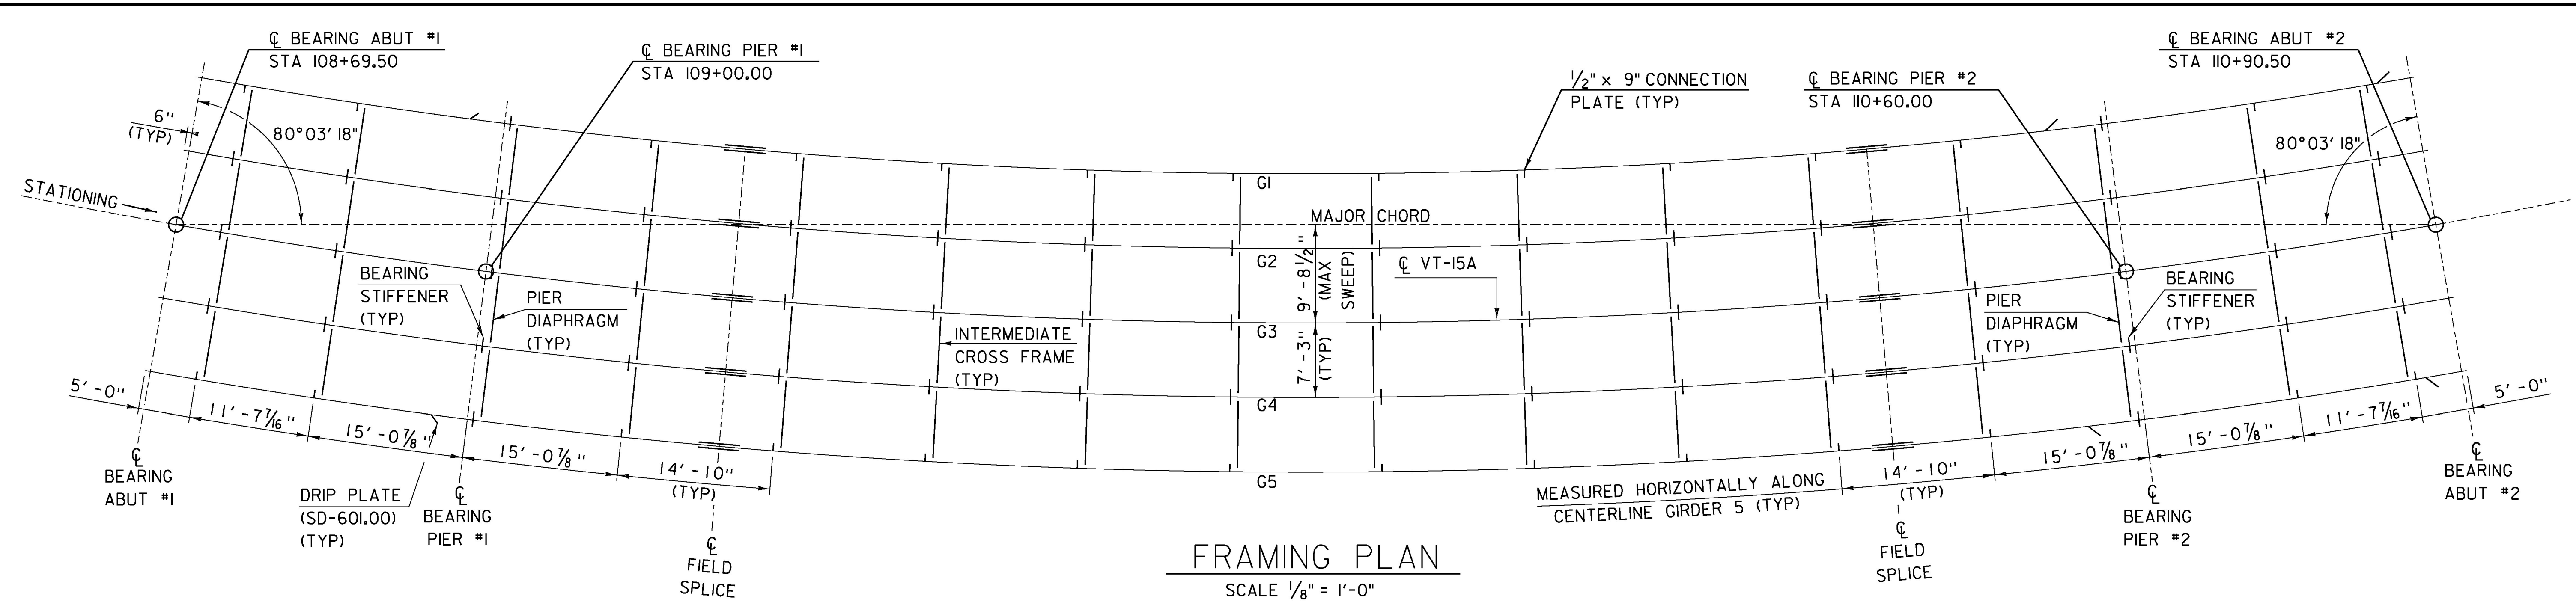 ℄ BEARING ABUT #1
STA 108+69.50
℄ BEARING PIER #1
STA 109+00.00
1/2" x 9" CONNECTION
PLATE (TYP)
℄ BEARING PIER #2
STA 110+60.00
℄ BEARING ABUT #2
STA 110+90.50
6"
(TYP)
80°03'18"
80°03'18"
STATIONING
G1
MAJOR CHORD
G2
9'-8 1/2"
(MAX
SWEEP)
℄ VT-15A
BEARING
STIFFENER
(TYP)
PIER
DIAPHRAGM
(TYP)
INTERMEDIATE
CROSS FRAME
(TYP)
G3
7'-3"
(TYP)
PIER
DIAPHRAGM
(TYP)
BEARING
STIFFENER
(TYP)
G4
G5
5'-0"
11'-7 7/16"
15'-0 7/8"
15'-0 7/8"
14'-10"
(TYP)
MEASURED HORIZONTALLY ALONG
CENTERLINE GIRDER 5 (TYP)
14'-10"
(TYP)
15'-0 7/8"
15'-0 7/8"
11'-7 7/16"
5'-0"
℄
BEARING
ABUT #1
DRIP PLATE
(SD-601.00)
(TYP)
℄
BEARING
PIER #1
℄
FIELD
SPLICE
℄
FIELD
SPLICE
℄
BEARING
PIER #2
℄
BEARING
ABUT #2
FRAMING PLAN
SCALE 1/8" = 1'-0"